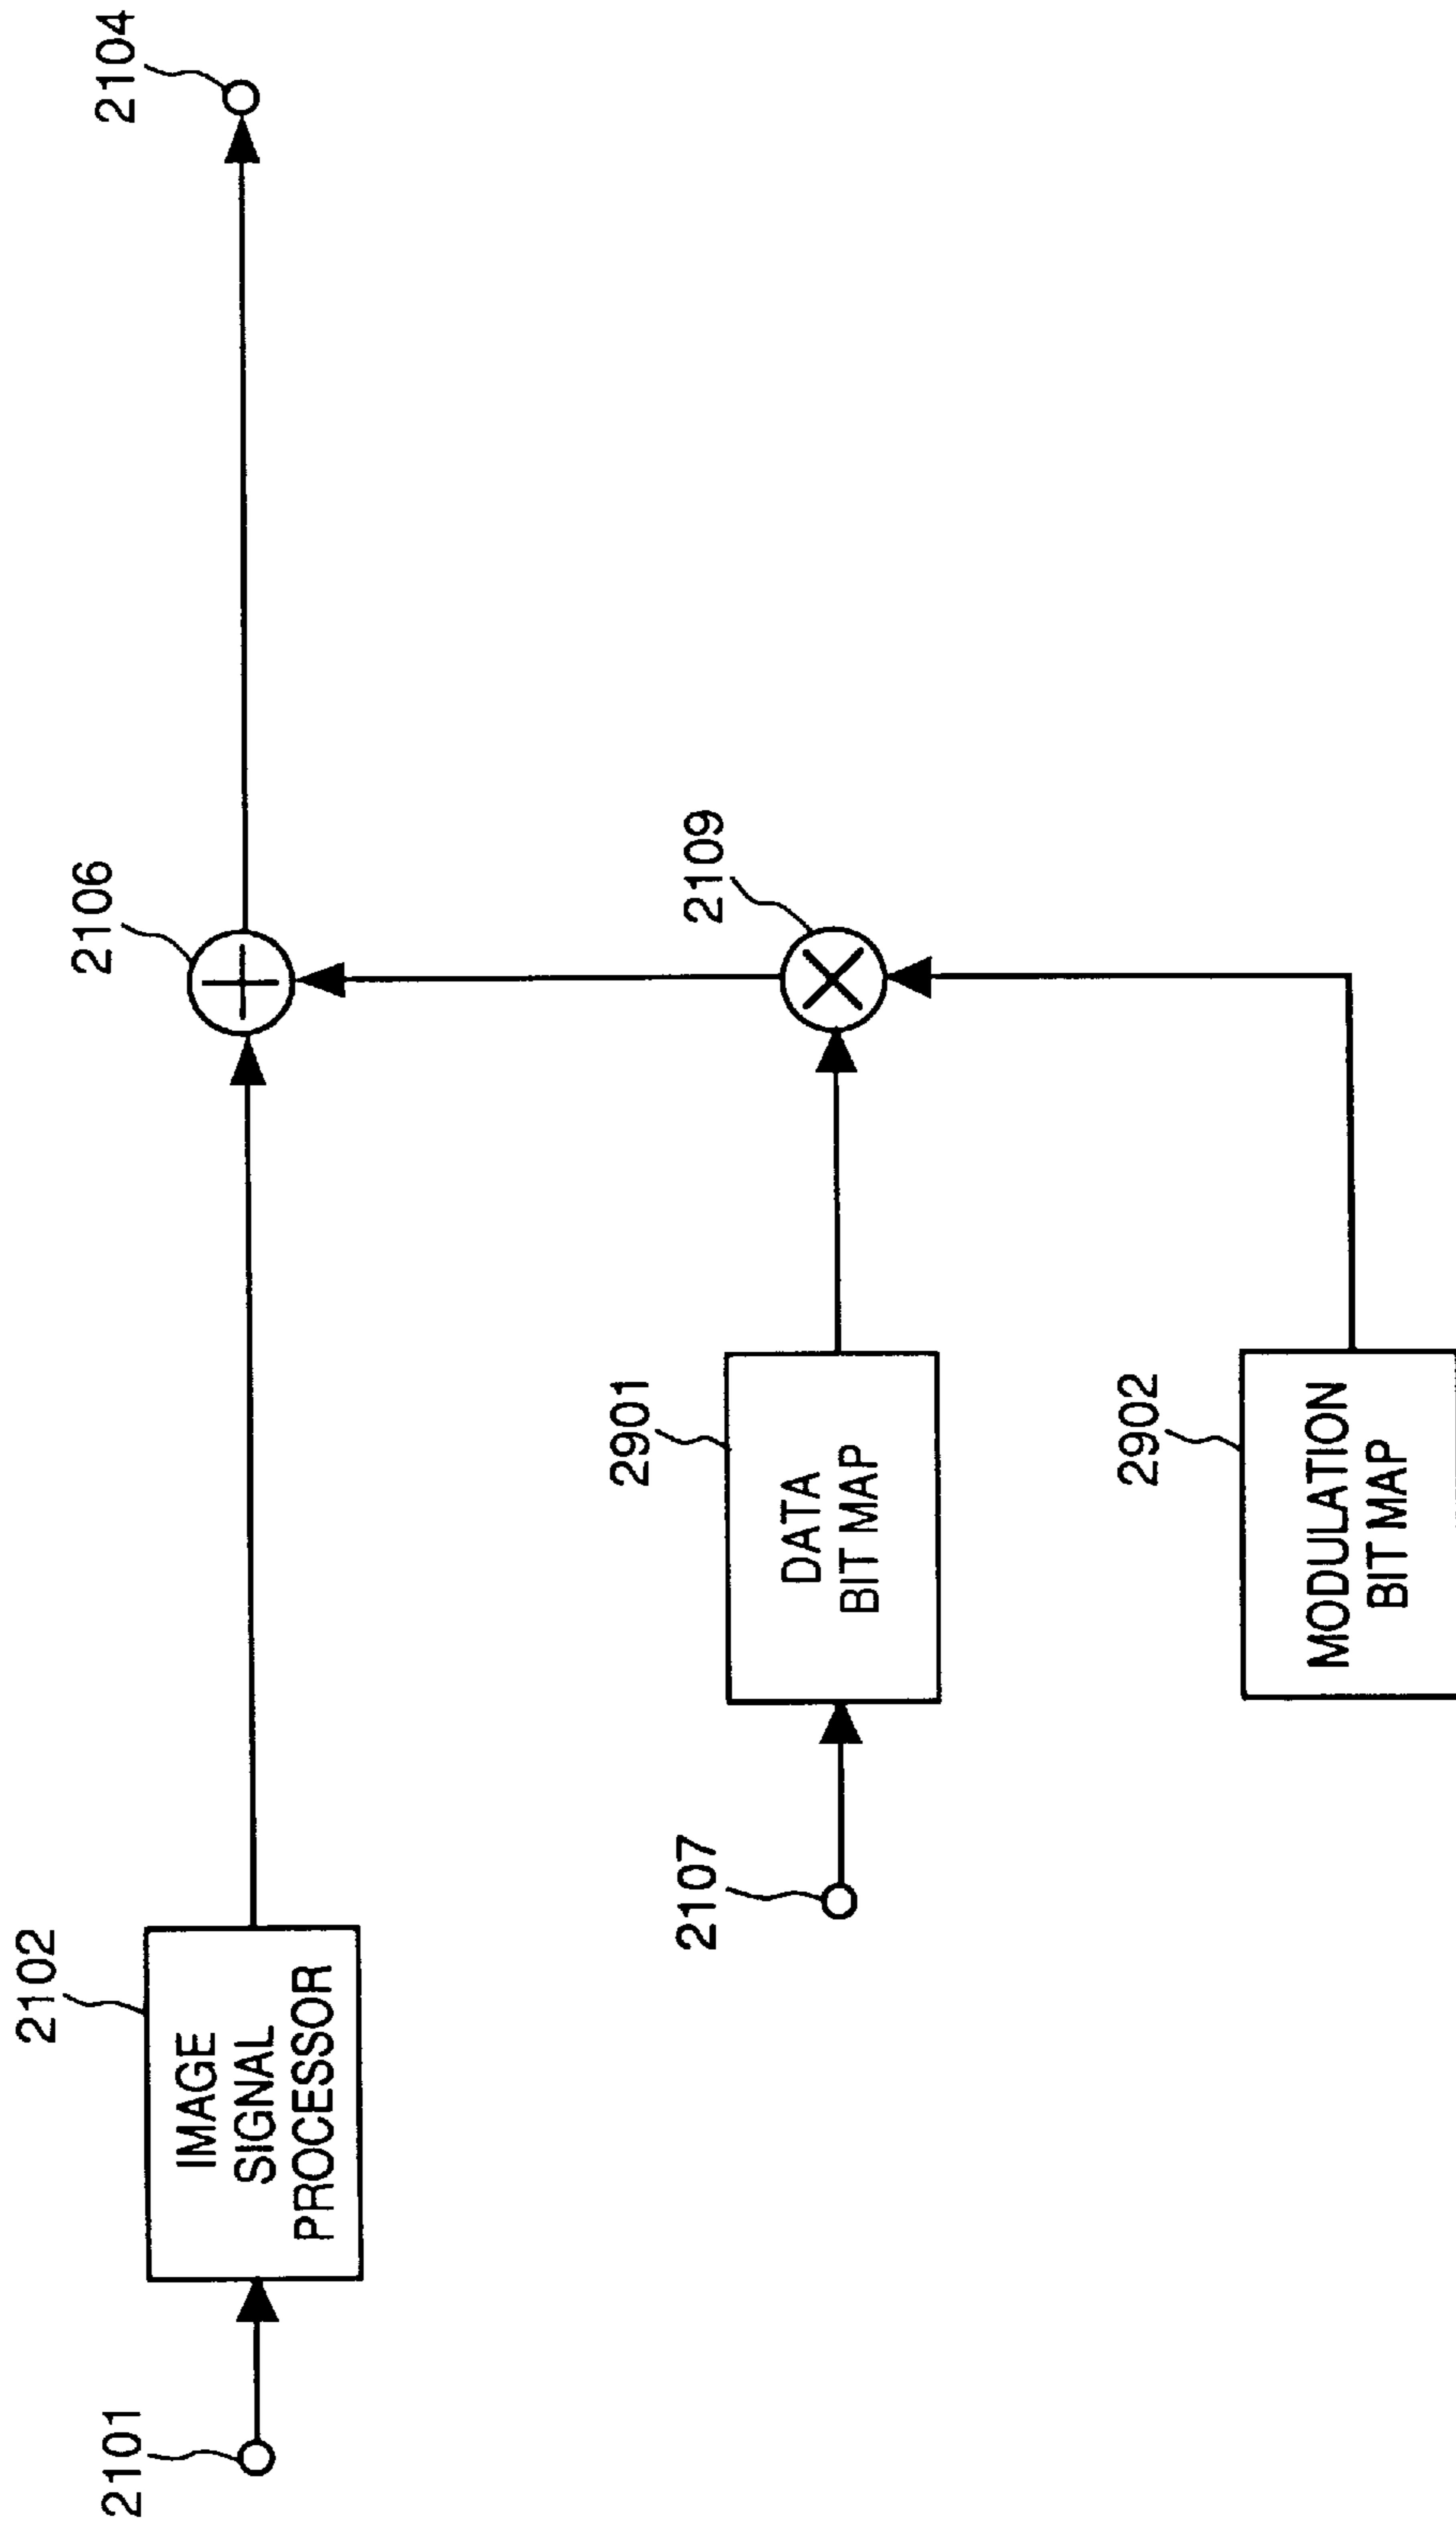 2101
2102
IMAGE
SIGNAL
PROCESSOR
2106
2104
2107
2901
DATA
BIT MAP
2109
2902
MODULATION
BIT MAP